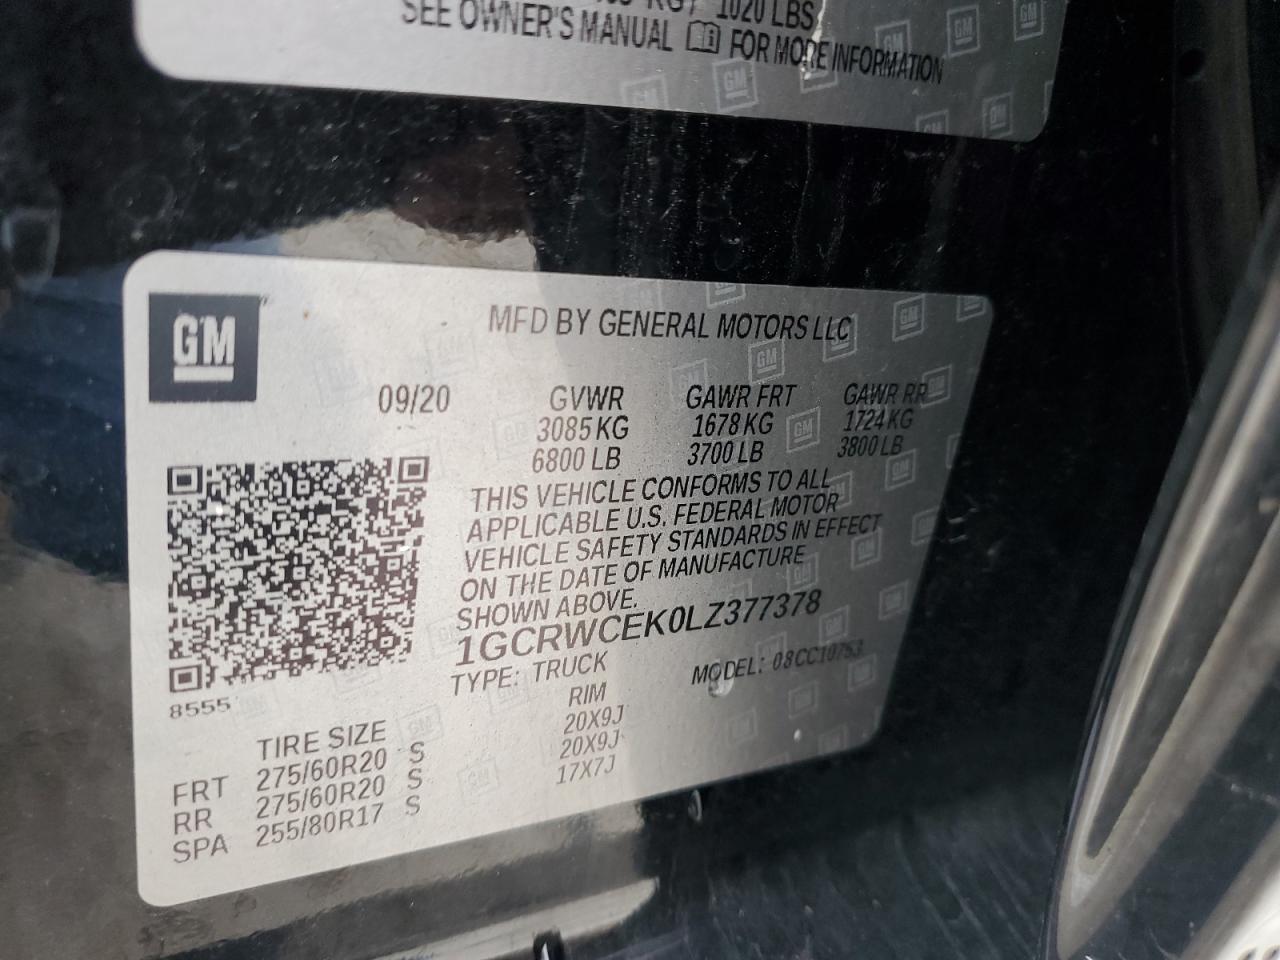 KG / 1020 LBS
SEE OWNER'S MANUAL FOR MORE INFORMATION
GM
MFD BY GENERAL MOTORS LLC
09/20 GVWR GAWR FRT GAWR RR
3085 KG 1678 KG 1724 KG
6800 LB 3700 LB 3800 LB
THIS VEHICLE CONFORMS TO ALL
APPLICABLE U.S. FEDERAL MOTOR
VEHICLE SAFETY STANDARDS IN EFFECT
ON THE DATE OF MANUFACTURE
SHOWN ABOVE.
1GCRWCEK0LZ377378
TYPE: TRUCK MODEL: 08CC10753
8555
TIRE SIZE RIM
FRT 275/60R20 S 20X9J
RR 275/60R20 S 20X9J
SPA 255/80R17 S 17X7J